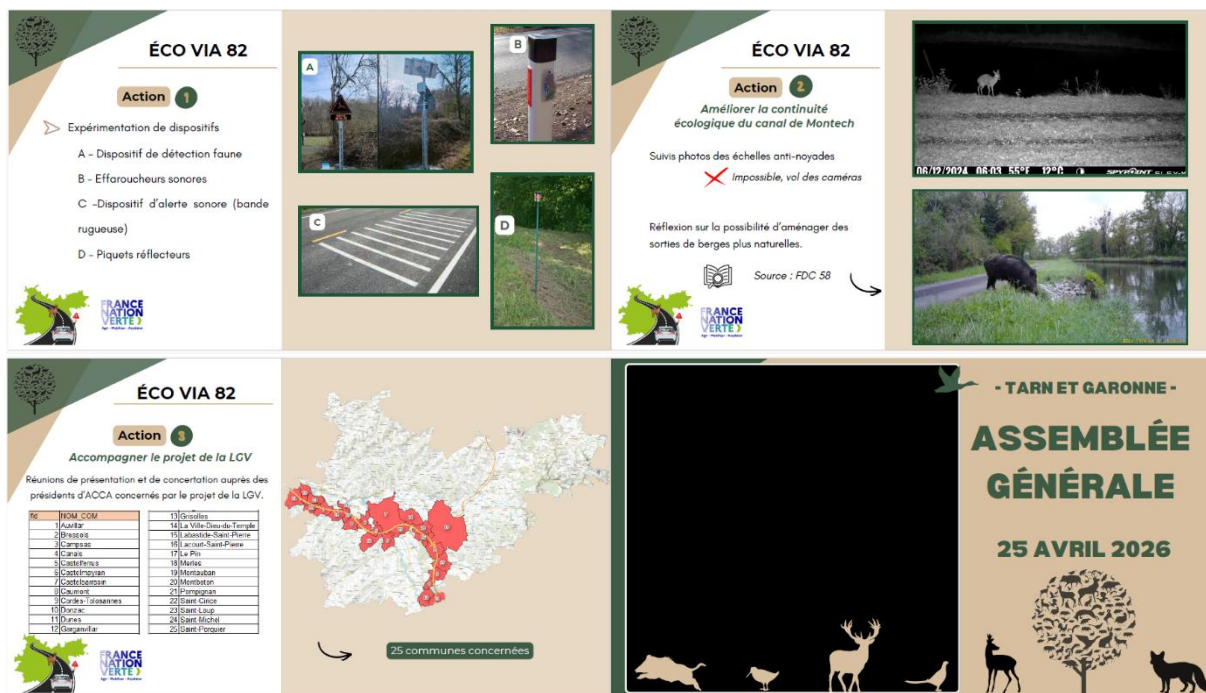 ÉCO VIA 82
Action 1
Expérimentation de dispositifs
A – Dispositif de détection faune
B – Effaroucheurs sonores
C -Dispositif d'alerte sonore (bande
rugueuse)
D – Piquets réflecteurs
FRANCE
NATION
VERTE
Agir • Mobiliser • Accélérer
A
B
C
D
ÉCO VIA 82
Action 2
Améliorer la continuité
écologique du canal de Montech
Suivis photos des échelles anti-noyades
Impossible, vol des caméras
Réflexion sur la possibilité d'aménager des
sorties de berges plus naturelles.
Source : FDC 58
FRANCE
NATION
VERTE
Agir • Mobiliser • Accélérer
06/12/2024 06:03 55°F 12°C SPYPOINT
ÉCO VIA 82
Action 3
Accompagner le projet de la LGV
Réunions de présentation et de concertation auprès des
présidents d'ACCA concernés par le projet de la LGV.
fid NOM_COM
1 Auvillar
2 Bressols
3 Campsas
4 Canals
5 Castelferrus
6 Castelmayran
7 Castelsarrasin
8 Caumont
9 Cordes-Tolosannes
10 Donzac
11 Dunes
12 Garganvillar
13 Grisolles
14 La Ville-Dieu-du-Temple
15 Labastide-Saint-Pierre
16 Lacourt-Saint-Pierre
17 Le Pin
18 Merles
19 Montauban
20 Montbeton
21 Pompignan
22 Saint-Cirice
23 Saint-Loup
24 Saint-Michel
25 Saint-Porquier
FRANCE
NATION
VERTE
Agir • Mobiliser • Accélérer
25 communes concernées
- TARN ET GARONNE -
ASSEMBLÉE
GÉNÉRALE
25 AVRIL 2026